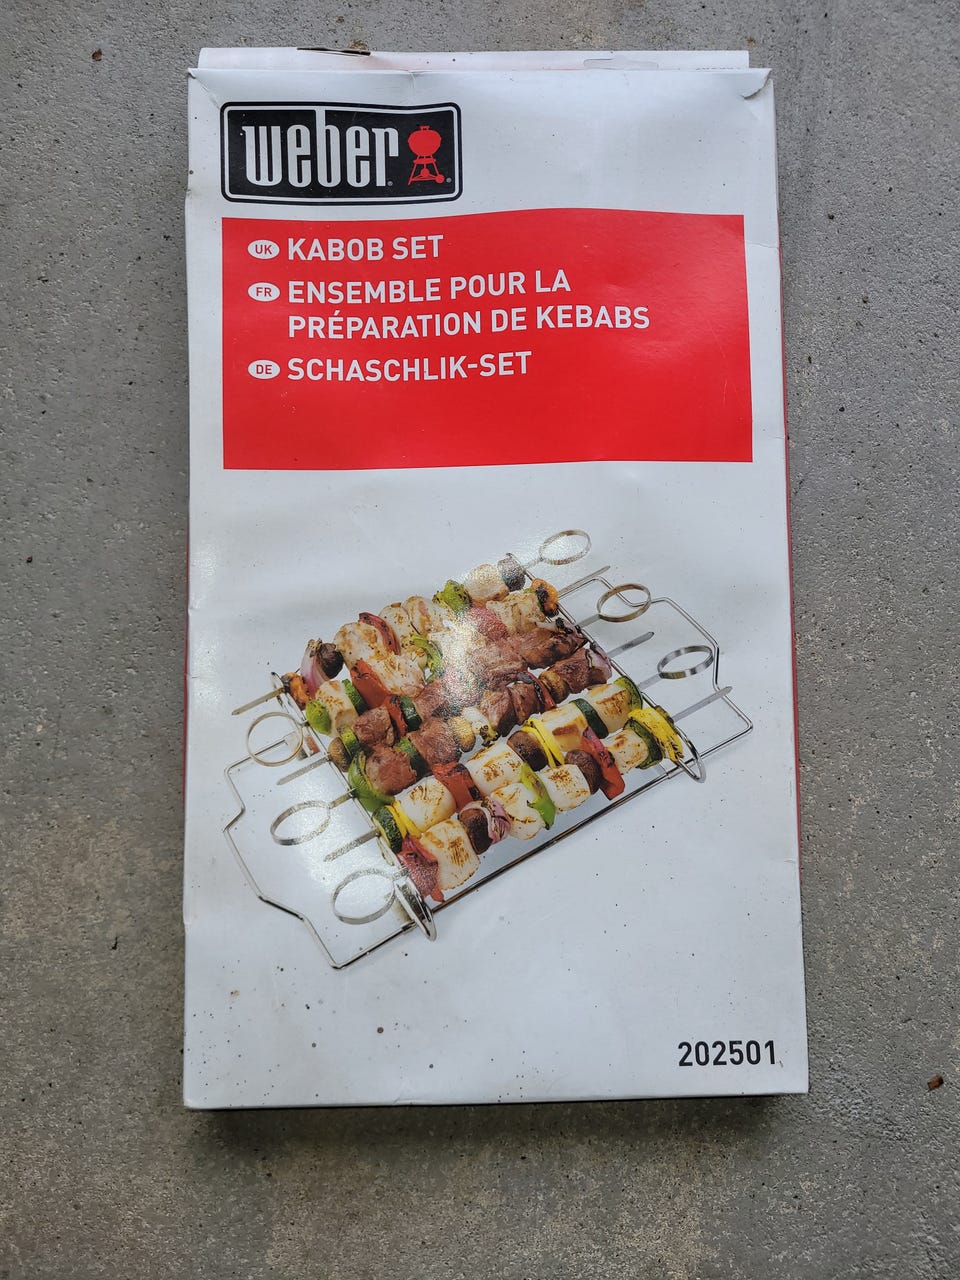 weber
UK KABOB SET
FR ENSEMBLE POUR LA
PRÉPARATION DE KEBABS
DE SCHASCHLIK-SET
202501